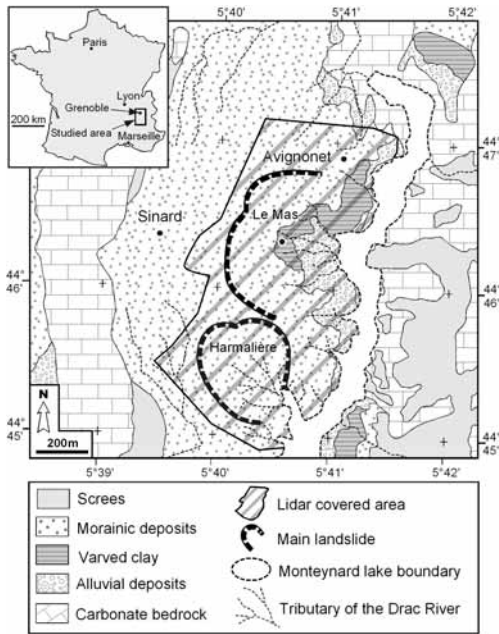 5°40'
5°41'
Paris
Lyon
Grenoble
200 km
Studied area
Marseille
44°
47'
Avignonet
Sinard
Le Mas
44°
46'
44°
46'
Harmalière
N
200m
44°
45'
44°
45'
5°39'
5°40'
5°41'
5°42'
Screes
Lidar covered area
Morainic deposits
Main landslide
Varved clay
Monteynard lake boundary
Alluvial deposits
Tributary of the Drac River
Carbonate bedrock